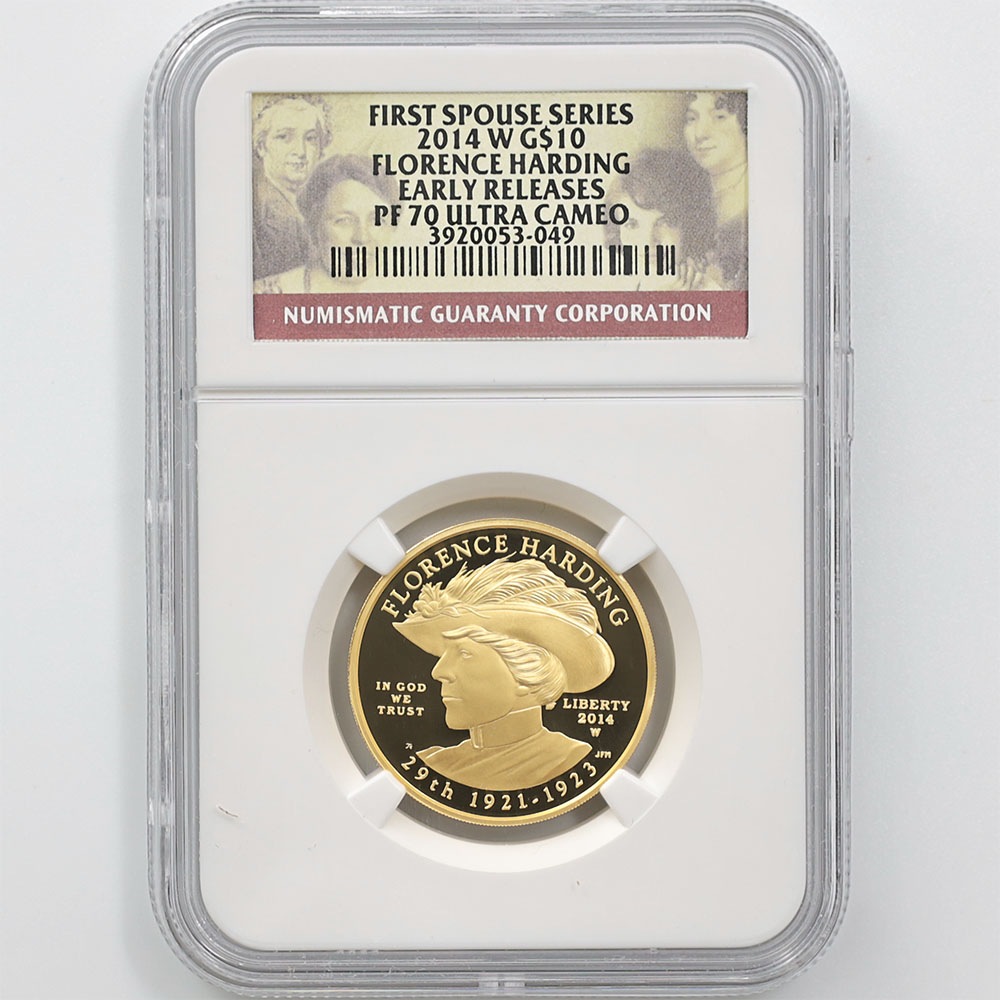 FIRST SPOUSE SERIES
2014 W G$10
FLORENCE HARDING
EARLY RELEASES
PF 70 ULTRA CAMEO
3920053-049
NUMISMATIC GUARANTY CORPORATION
FLORENCE HARDING
IN GOD
WE
TRUST
LIBERTY
2014
W
JFM
29th 1921-1923